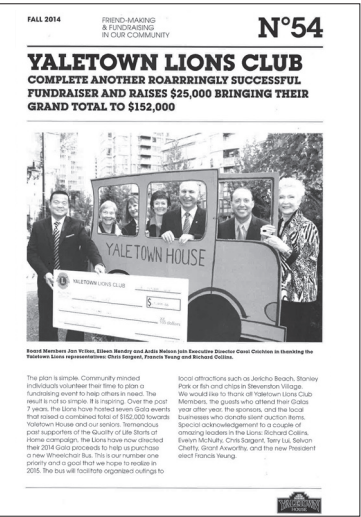 FALL 2014
FRIEND-MAKING
& FUNDRAISING
IN OUR COMMUNITY
N°54
YALETOWN LIONS CLUB
COMPLETE ANOTHER ROARRRINGLY SUCCESSFUL
FUNDRAISER AND RAISES $25,000 BRINGING THEIR
GRAND TOTAL TO $152,000
YALETOWN HOUSE
YALETOWN LIONS CLUB
$
Board Members Jan Vriker, Eileen Hendry and Ardis Nelson join Executive Director Carol Crichton in thanking the
Yaletown Lions representatives: Chris Sargent, Francis Yeung and Richard Collins.
The plan is simple. Community minded
individuals volunteer their time to plan a
fundraising event to help others in need. The
result is not so simple. It is inspiring. Over the past
7 years, the Lions have hosted seven Gala events
that raised a combined total of $152,000 towards
Yaletown House and our seniors. Tremendous
past supporters of the Quality of Life Starts at
Home campaign, the Lions have now directed
their 2014 Gala proceeds to help us purchase
a new Wheelchair Bus. This is our number one
priority and a goal that we hope to realize in
2015. The bus will facilitate organized outings to
local attractions such as Jericho Beach, Stanley
Park or fish and chips in Steveston Village.
We would like to thank all Yaletown Lions Club
Members, the guests who attend their Galas
year after year, the sponsors, and the local
businesses who donate silent auction items.
Special acknowledgement to a couple of
amazing leaders in the Lions: Richard Collins,
Evelyn McNulty, Chris Sargent, Terry Lui, Selvan
Chetty, Grant Axworthy, and the new President
elect Francis Yeung.
YALETOWN
HOUSE